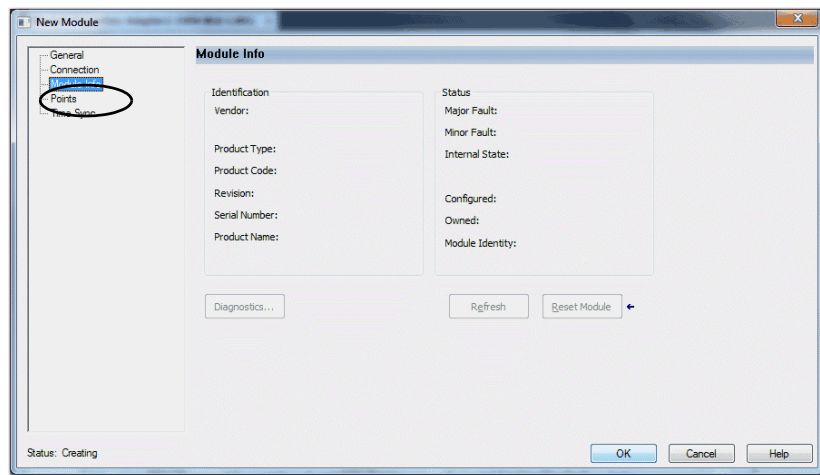 New Module
General
Connection
Module Info
Points
Time Sync
Module Info
Identification
Vendor:
Product Type:
Product Code:
Revision:
Serial Number:
Product Name:
Status
Major Fault:
Minor Fault:
Internal State:
Configured:
Owned:
Module Identity:
Diagnostics...
Refresh
Reset Module
Status: Creating
OK
Cancel
Help